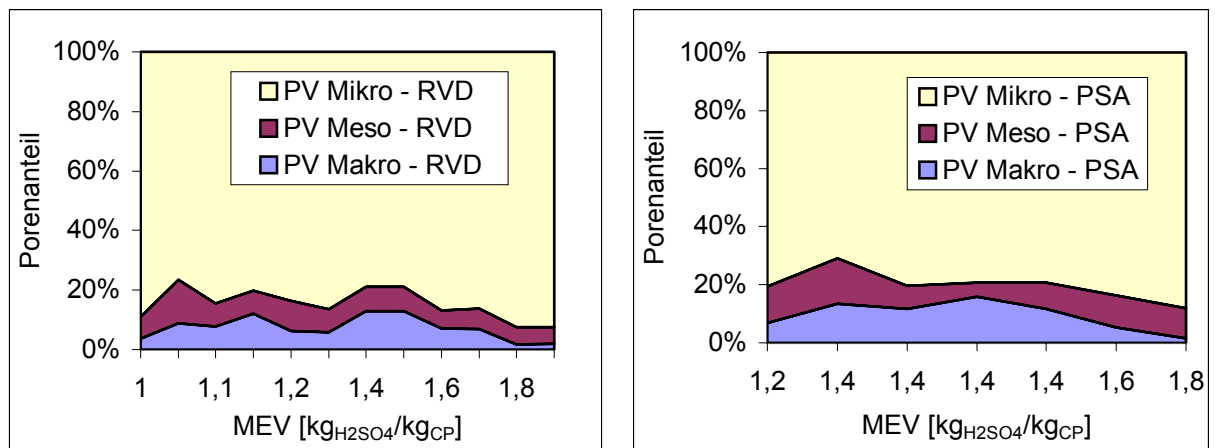 100%
80%
60%
40%
20%
0%
Porenanteil
PV Mikro - RVD
PV Meso - RVD
PV Makro - RVD
1 1,1 1,2 1,4 1,6 1,8
MEV [kgH2SO4/kgCP]
100%
80%
60%
40%
20%
0%
Porenanteil
PV Mikro - PSA
PV Meso - PSA
PV Makro - PSA
1,2 1,4 1,4 1,4 1,4 1,6 1,8
MEV [kgH2SO4/kgCP]